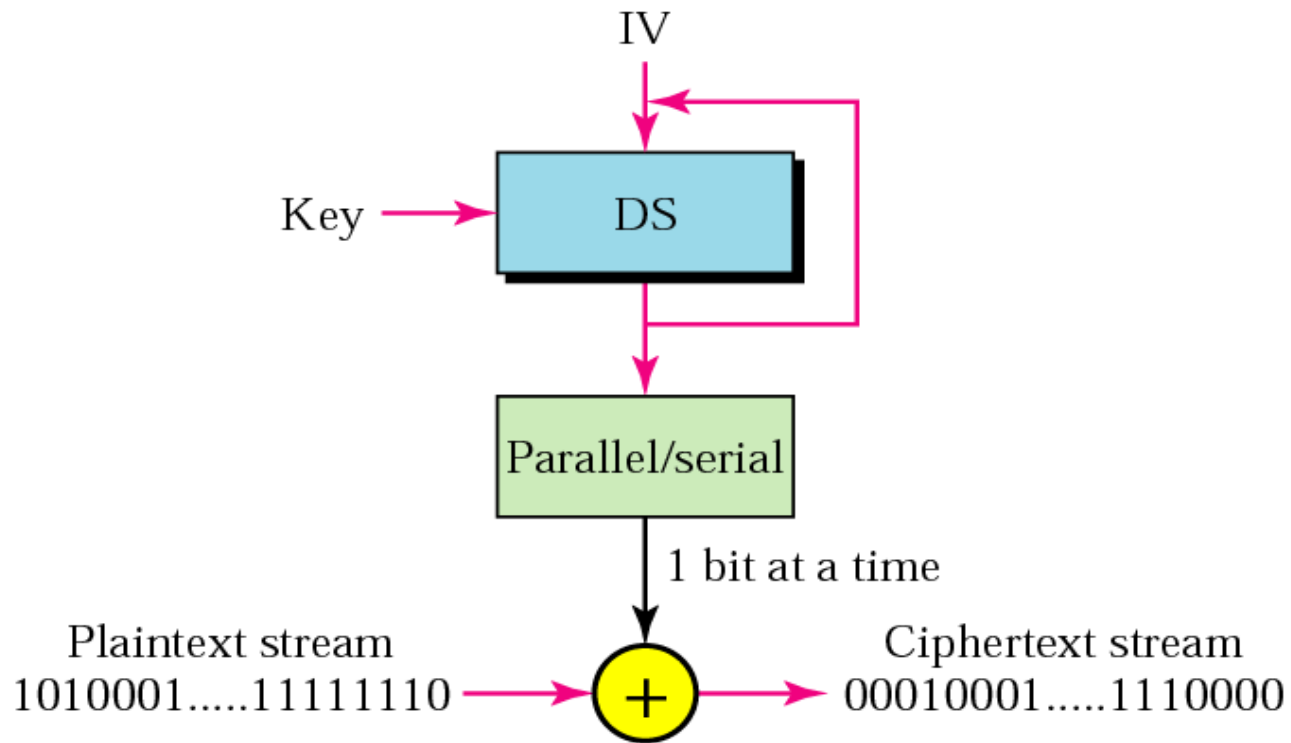 IV
Key
DS
Parallel/serial
1 bit at a time
Plaintext stream
1010001.....11111110
+
Ciphertext stream
00010001.....1110000